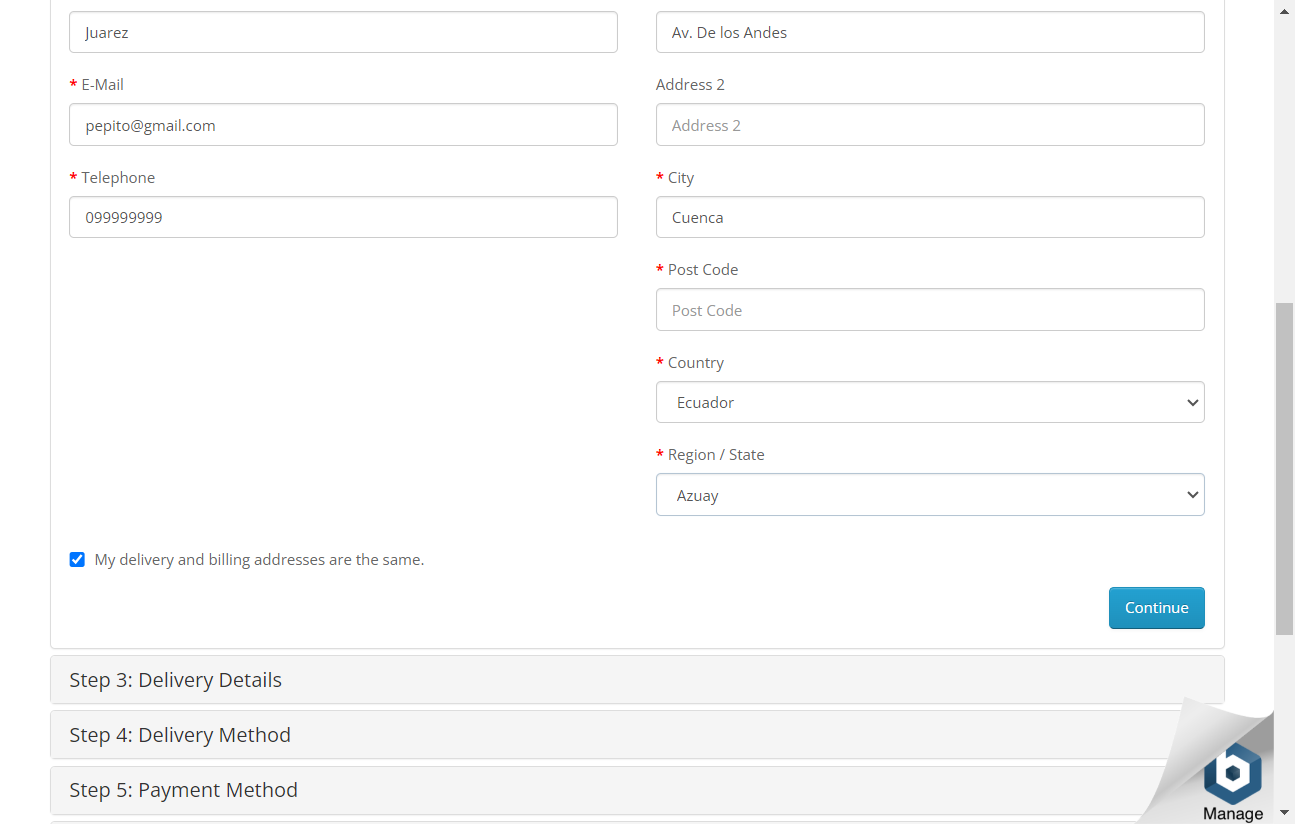 Juarez
Av. De los Andes
* E-Mail
Address 2
pepito@gmail.com
Address 2
* Telephone
* City
099999999
Cuenca
* Post Code
Post Code
* Country
Ecuador
* Region / State
Azuay
My delivery and billing addresses are the same.
Continue
Step 3: Delivery Details
Step 4: Delivery Method
Step 5: Payment Method
Manage